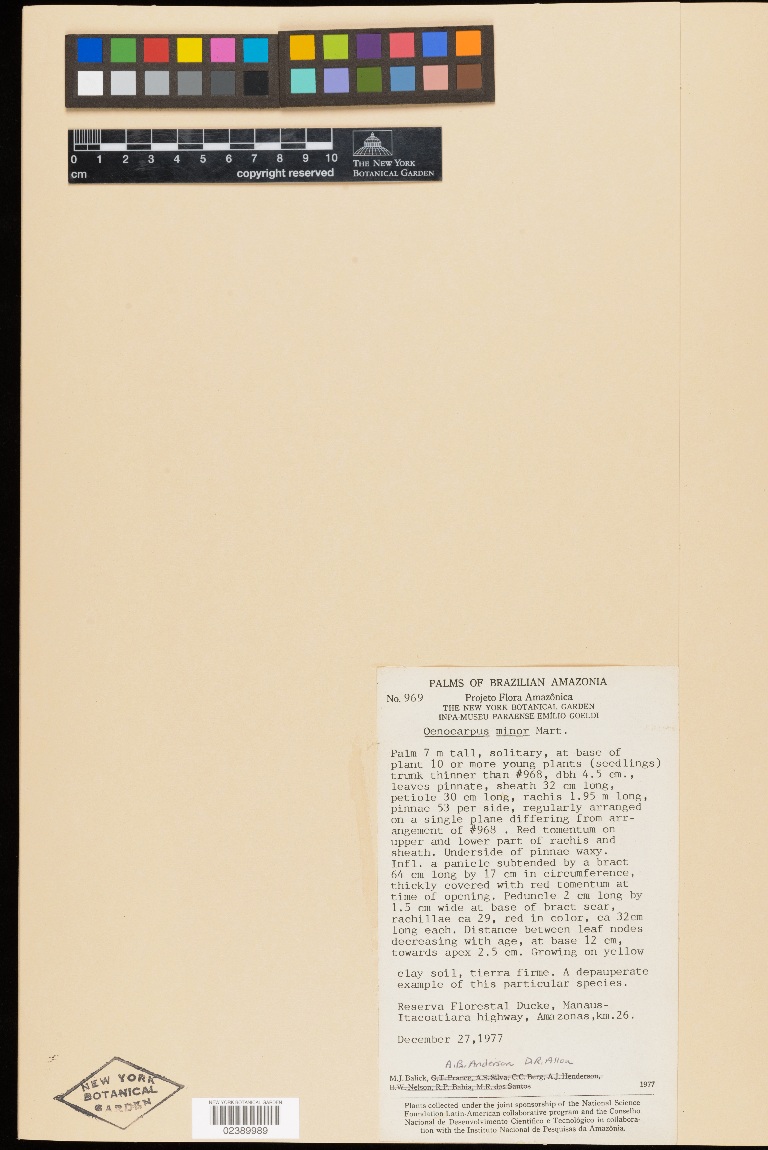 0 1 2 3 4 5 6 7 8 9 10
cm
copyright reserved
THE NEW YORK
BOTANICAL GARDEN
PALMS OF BRAZILIAN AMAZONIA
No. 969 Projeto Flora Amazônica
THE NEW YORK BOTANICAL GARDEN
INPA-MUSEU PARAENSE EMÍLIO GOELDI
Oenocarpus minor Mart.
Palm 7 m tall, solitary, at base of
plant 10 or more young plants (seedlings)
trunk thinner than #968, dbh 4.5 cm.,
leaves pinnate, sheath 32 cm long,
petiole 30 cm long, rachis 1.95 m long,
pinnae 53 per side, regularly arranged
on a single plane differing from arr-
angement of #968 . Red tomentum on
upper and lower part of rachis and
sheath. Underside of pinnae waxy.
Infl. a panicle subtended by a bract
64 cm long by 17 cm in circumference,
thickly covered with red tomentum at
time of opening. Peduncle 2 cm long by
1.5 cm wide at base of bract scar,
rachillae ca 29, red in color, ca 32cm
long each. Distance between leaf nodes
decreasing with age, at base 12 cm,
towards apex 2.5 cm. Growing on yellow
clay soil, tierra firme. A depauperate
example of this particular species.
Reserva Florestal Ducke, Manaus-
Itacoatiara highway, Amazonas,km.26.
December 27,1977
A.B. Anderson D.R. Allon
M.J. Balick, G.T. Prance, A.S. Silva, C.C. Berg, A.J. Henderson,
H.W. Nelson, R.P. Bahia, M.R. dos Santos 1977
Plants collected under the joint sponsorship of the National Science
Foundation Latin-American collaborative program and the Conselho
Nacional de Desenvolvimento Científico e Tecnológico in collabora-
tion with the Instituto Nacional de Pesquisas da Amazônia.
NEW YORK
BOTANICAL
GARDEN
NEW YORK BOTANICAL GARDEN
02389989